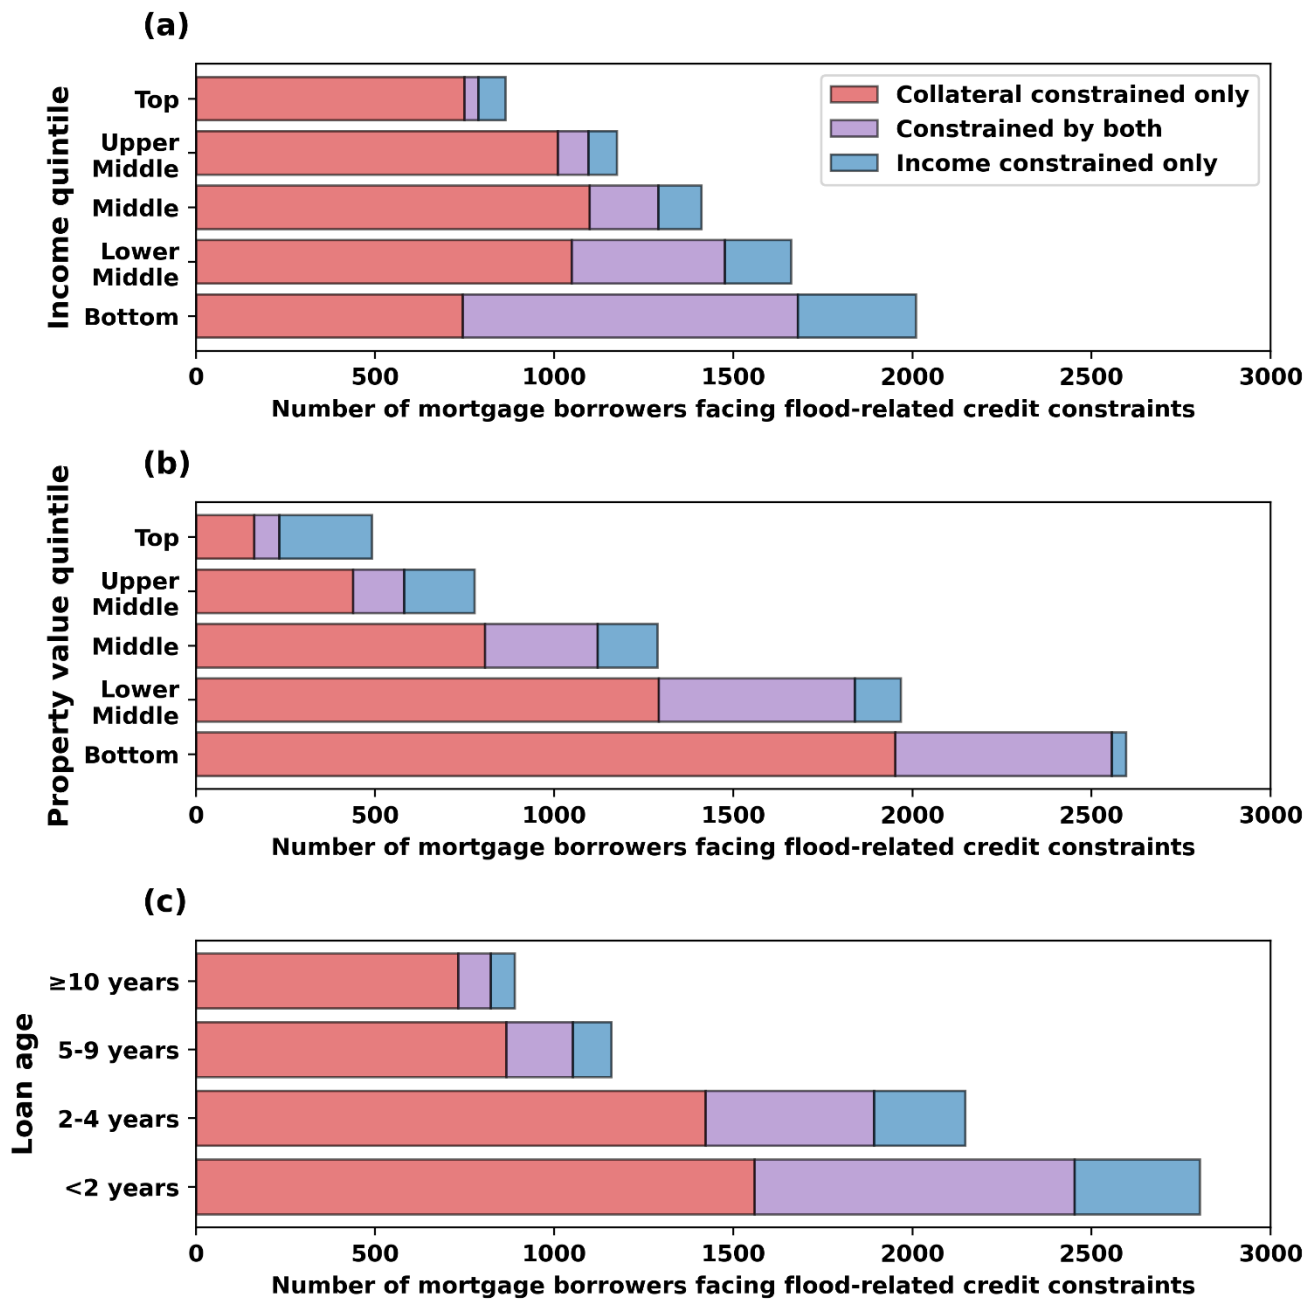 (a)
Income quintile
Top
Upper
Middle
Middle
Lower
Middle
Bottom
Collateral constrained only
Constrained by both
Income constrained only
0 500 1000 1500 2000 2500 3000
Number of mortgage borrowers facing flood-related credit constraints
(b)
Property value quintile
Top
Upper
Middle
Middle
Lower
Middle
Bottom
0 500 1000 1500 2000 2500 3000
Number of mortgage borrowers facing flood-related credit constraints
(c)
Loan age
≥10 years
5-9 years
2-4 years
<2 years
0 500 1000 1500 2000 2500 3000
Number of mortgage borrowers facing flood-related credit constraints